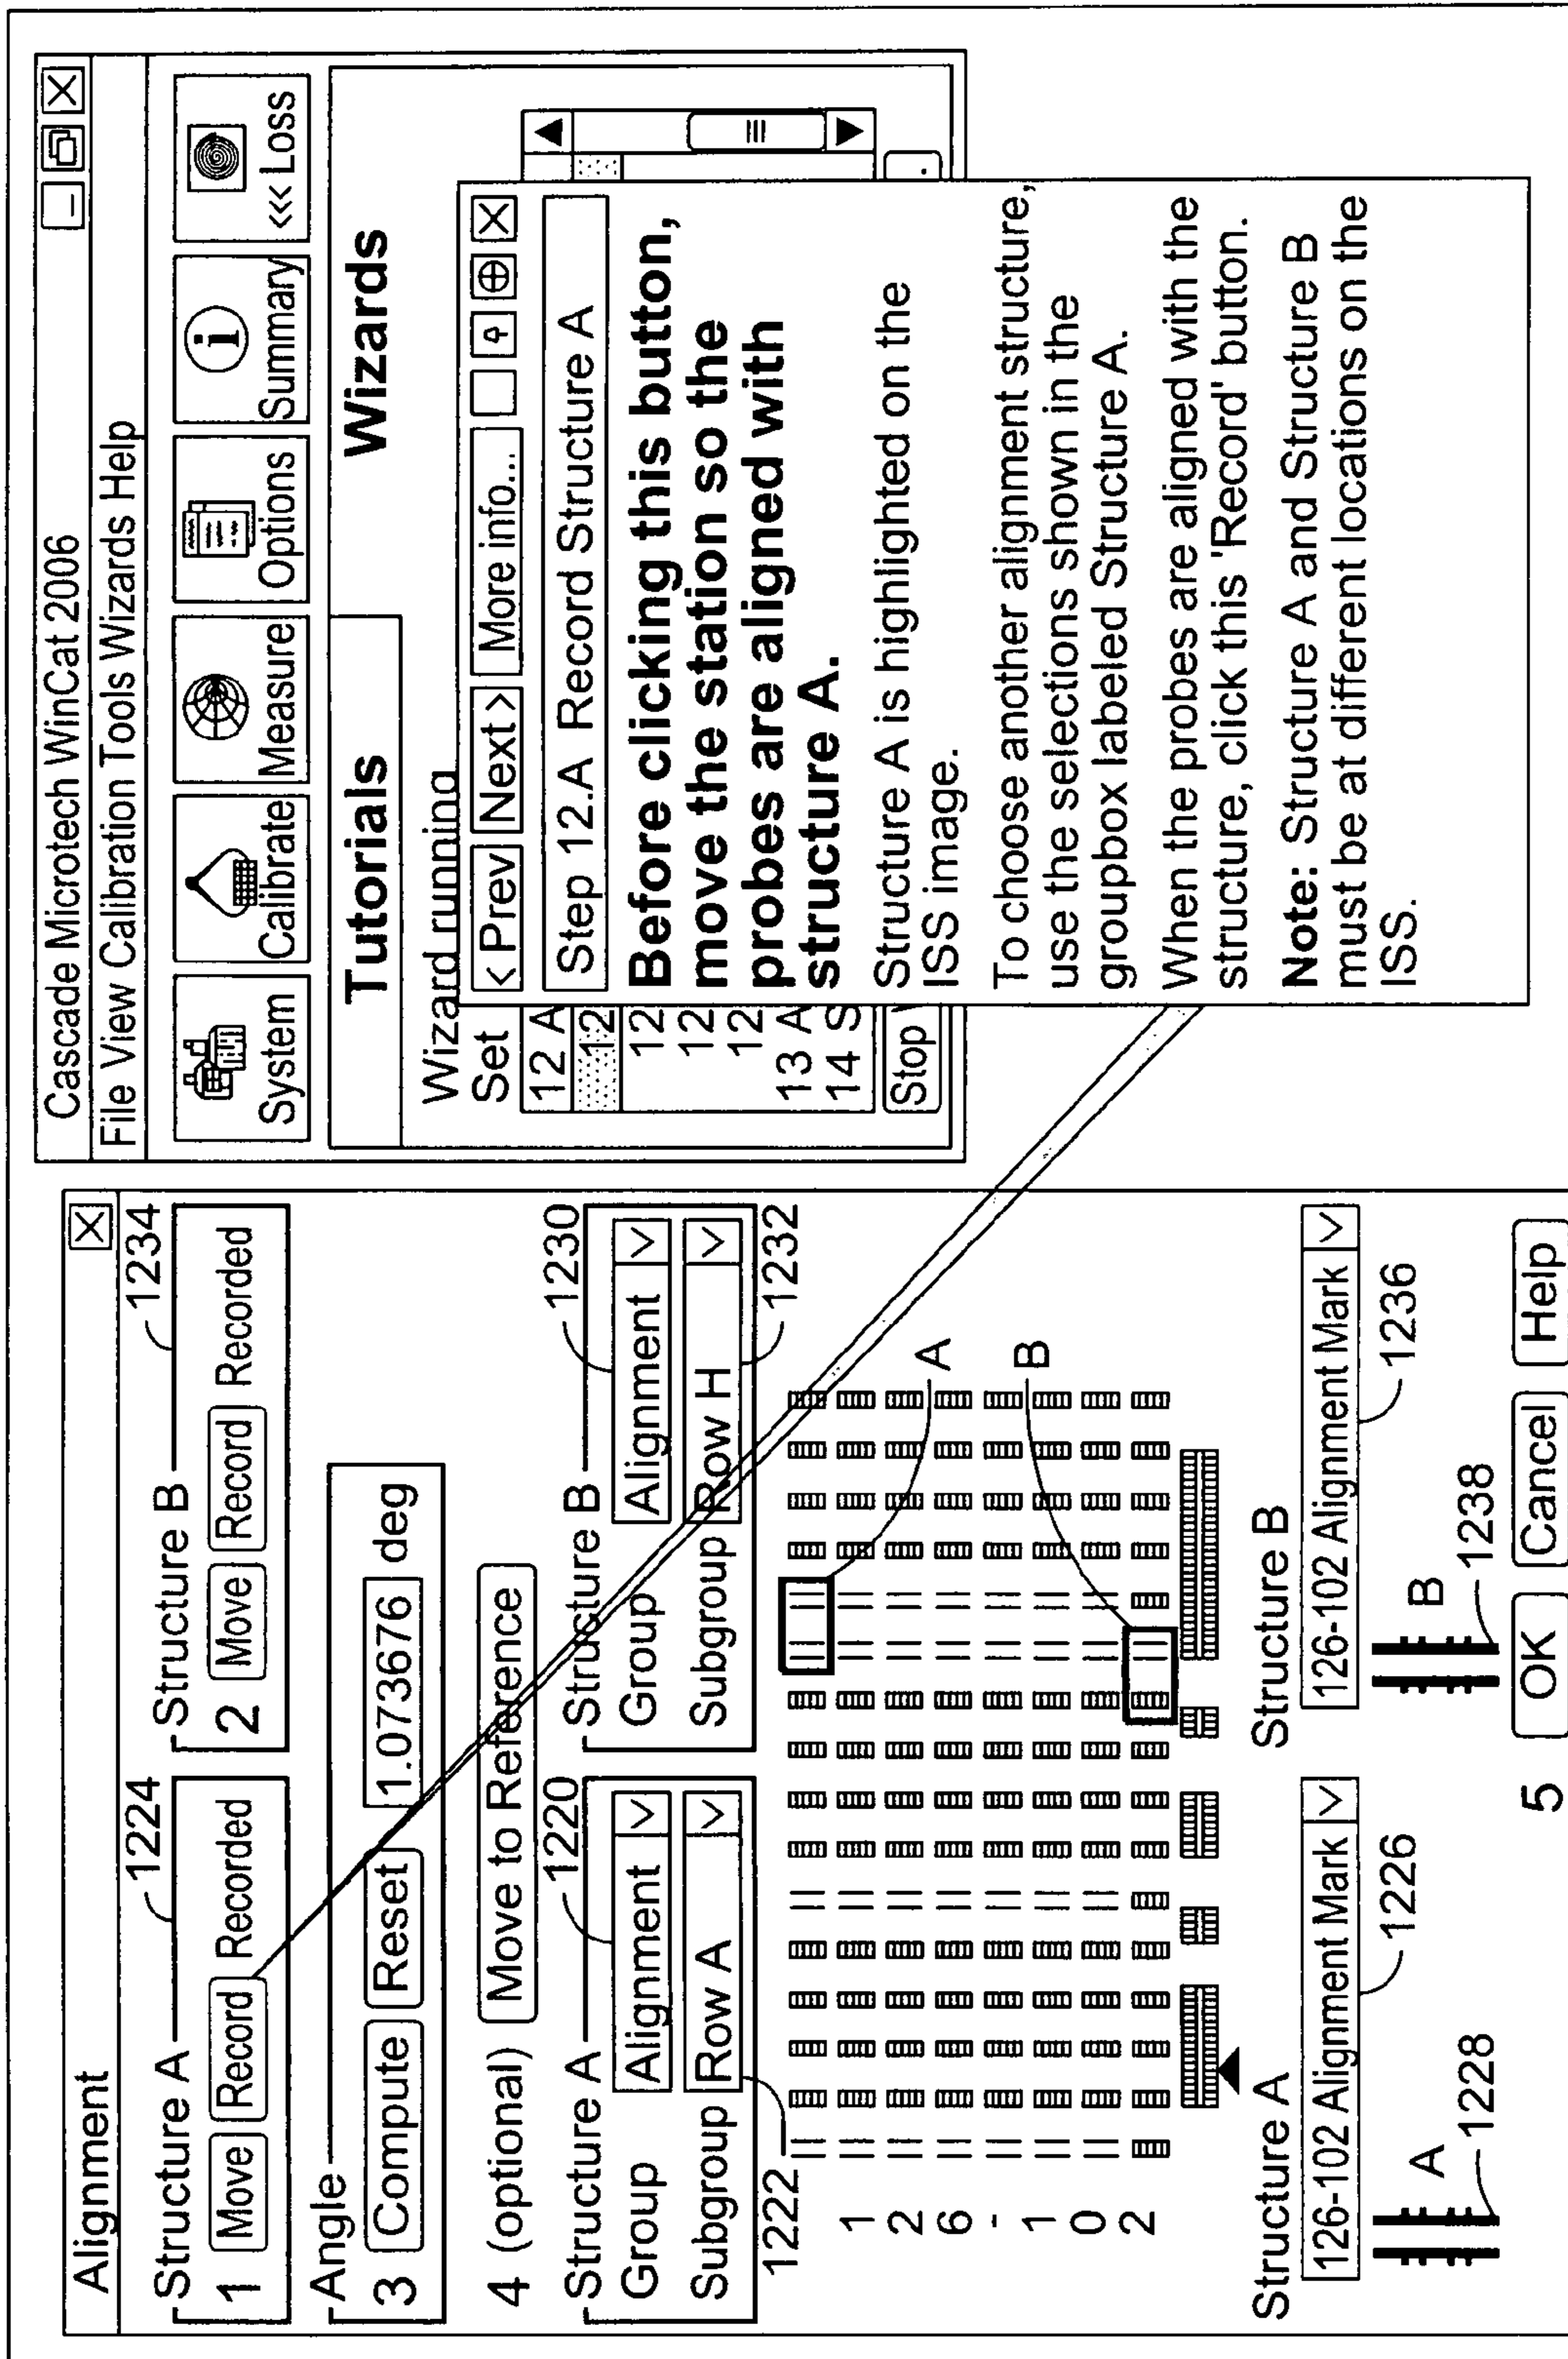 Alignment
1224
1234
Structure A
Structure B
1 Move Record Recorded
2 Move Record Recorded
Angle
3 Compute Reset 1.073676 deg
4 (optional) Move to Reference
1220
1230
Structure A
Structure B
Group Alignment
Group Alignment
Subgroup Row A
Subgroup Row H
1222
1232
1
2
6
-
1
0
2
A
B
Structure A
Structure B
126-102 Alignment Mark
126-102 Alignment Mark
1226
1236
A
B
1228
1238
5 OK Cancel Help
Cascade Microtech WinCat 2006
File View Calibration Tools Wizards Help
System Calibrate Measure Options Summary <<< Loss
Tutorials Wizards
Wizard running
Set
12 A
12
12
12
12
13 A
14 S
Stop
< Prev Next > More info...
Step 12.A Record Structure A
Before clicking this button,
move the station so the
probes are aligned with
structure A.
Structure A is highlighted on the
ISS image.
To choose another alignment structure,
use the selections shown in the
groupbox labeled Structure A.
When the probes are aligned with the
structure, click this 'Record' button.
Note: Structure A and Structure B
must be at different locations on the
ISS.